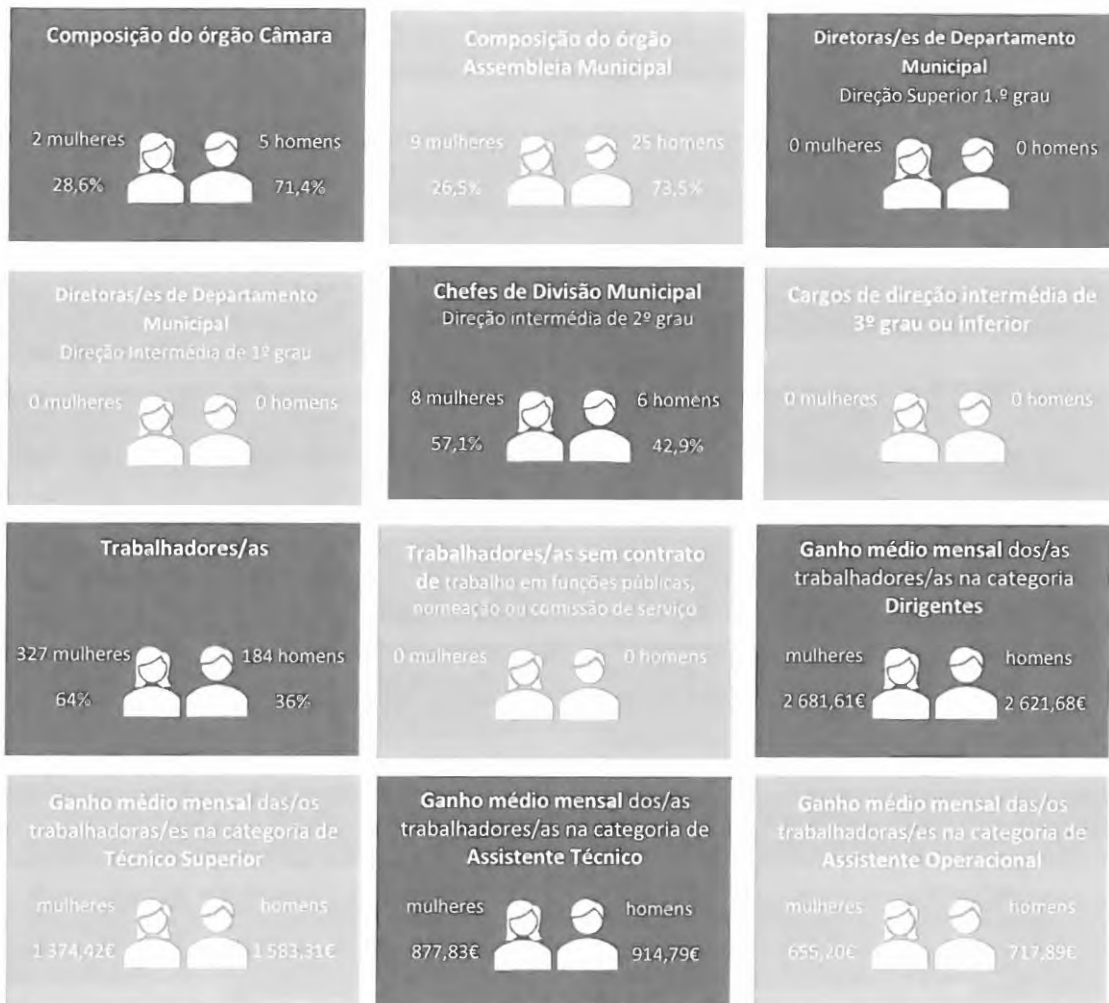 Composição do órgão Câmara
2 mulheres 5 homens
28,6% 71,4%
Composição do órgão
Assembleia Municipal
9 mulheres 25 homens
26,5% 73,5%
Diretoras/es de Departamento
Municipal
Direção Superior 1.º grau
0 mulheres 0 homens
Diretoras/es de Departamento
Municipal
Direção Intermédia de 1º grau
0 mulheres 0 homens
Chefes de Divisão Municipal
Direção intermédia de 2º grau
8 mulheres 6 homens
57,1% 42,9%
Cargos de direção intermédia de
3º grau ou inferior
0 mulheres 0 homens
Trabalhadores/as
327 mulheres 184 homens
64% 36%
Trabalhadores/as sem contrato
de trabalho em funções públicas,
nomeação ou comissão de serviço
0 mulheres 0 homens
Ganho médio mensal dos/as
trabalhadores/as na categoria
Dirigentes
mulheres homens
2 681,61€ 2 621,68€
Ganho médio mensal das/os
trabalhadoras/es na categoria de
Técnico Superior
mulheres homens
1 374,42€ 1 583,31€
Ganho médio mensal dos/as
trabalhadores/as na categoria de
Assistente Técnico
mulheres homens
877,83€ 914,79€
Ganho médio mensal das/os
trabalhadoras/es na categoria de
Assistente Operacional
mulheres homens
655,20€ 717,89€